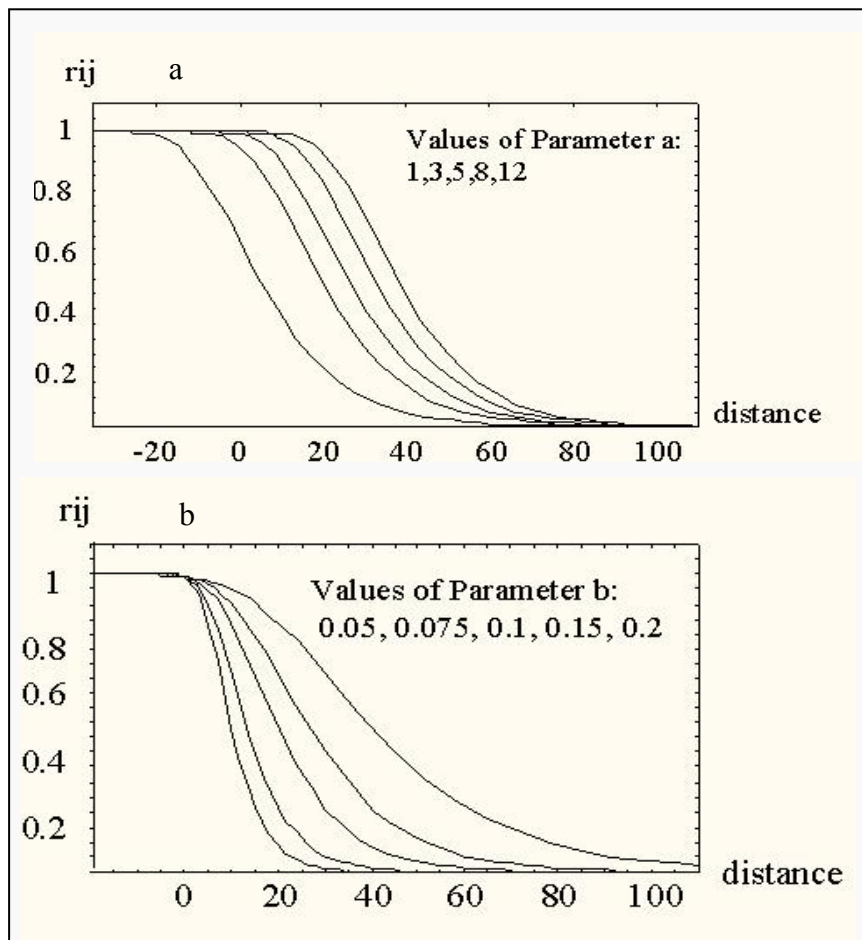 rij a
1
Values of Parameter a:
1,3,5,8,12
0.8
0.6
0.4
0.2
distance
-20 0 20 40 60 80 100
rij b
1
Values of Parameter b:
0.05, 0.075, 0.1, 0.15, 0.2
0.8
0.6
0.4
0.2
distance
0 20 40 60 80 100